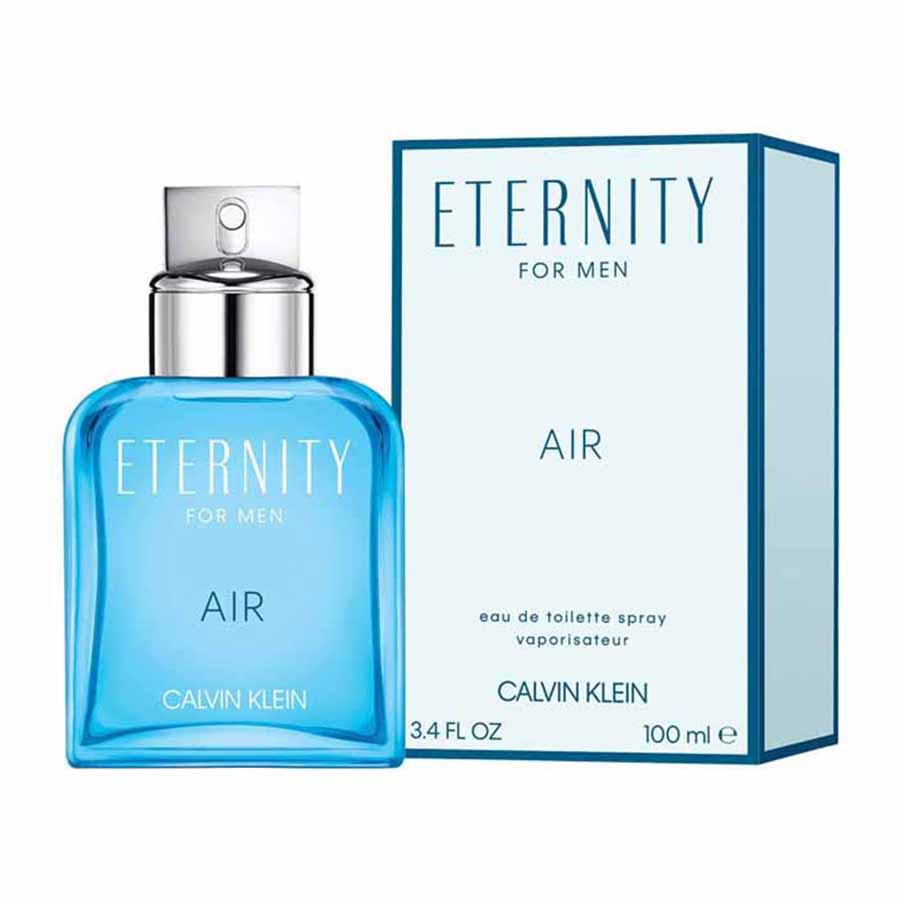 ETERNITY
FOR MEN
AIR
CALVIN KLEIN
ETERNITY
FOR MEN
AIR
eau de toilette spray
vaporisateur
CALVIN KLEIN
3.4 FL OZ 100 ml ℮